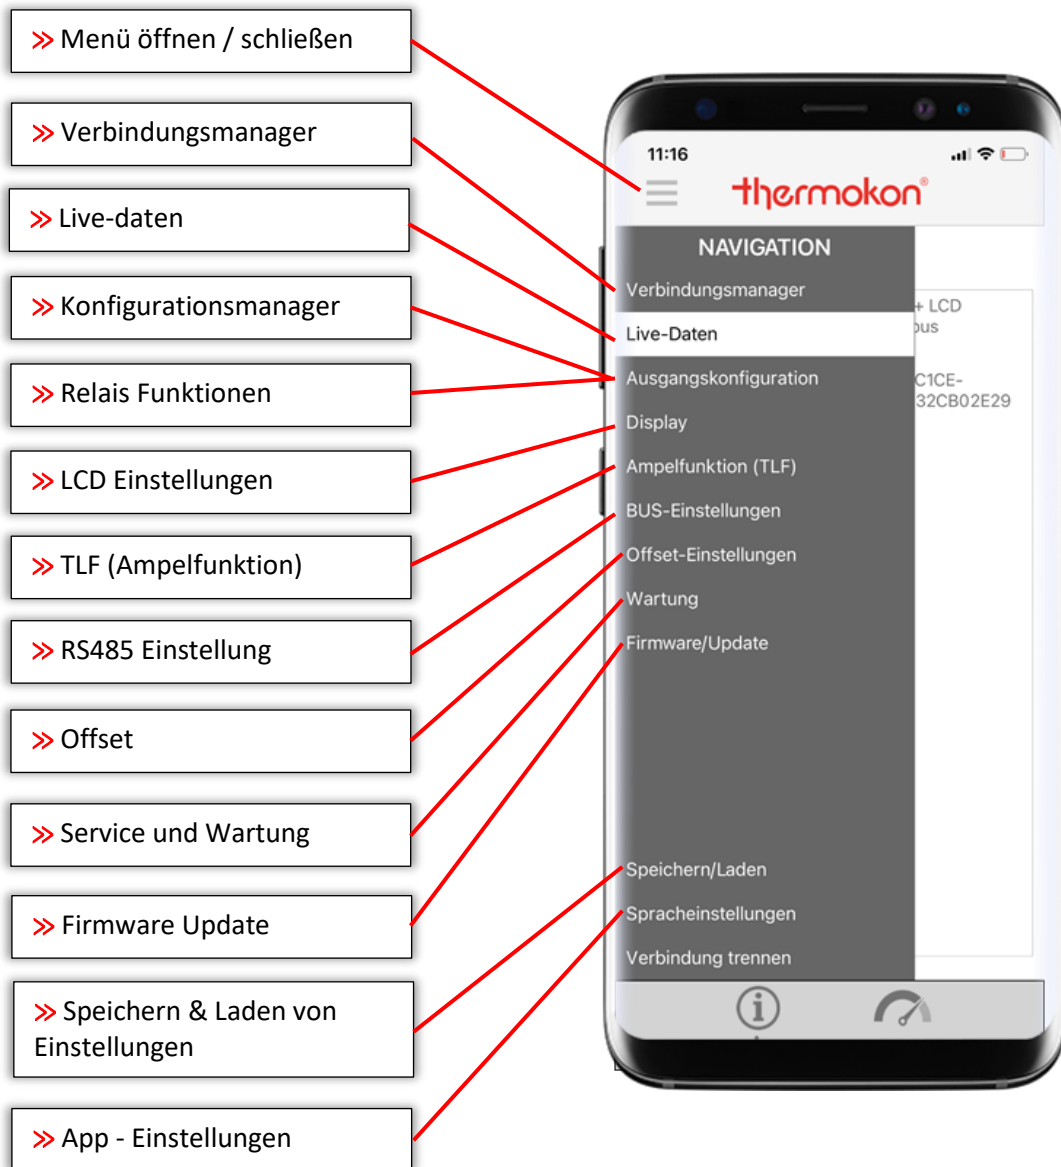 » Menü öffnen / schließen
» Verbindungsmanager
» Live-daten
» Konfigurationsmanager
» Relais Funktionen
» LCD Einstellungen
» TLF (Ampelfunktion)
» RS485 Einstellung
» Offset
» Service und Wartung
» Firmware Update
» Speichern & Laden von
Einstellungen
» App - Einstellungen
11:16
thermokon®
NAVIGATION
Verbindungsmanager
Live-Daten
Ausgangskonfiguration
Display
Ampelfunktion (TLF)
BUS-Einstellungen
Offset-Einstellungen
Wartung
Firmware/Update
Speichern/Laden
Spracheinstellungen
Verbindung trennen
+ LCD
C1CE-
32CB02E29